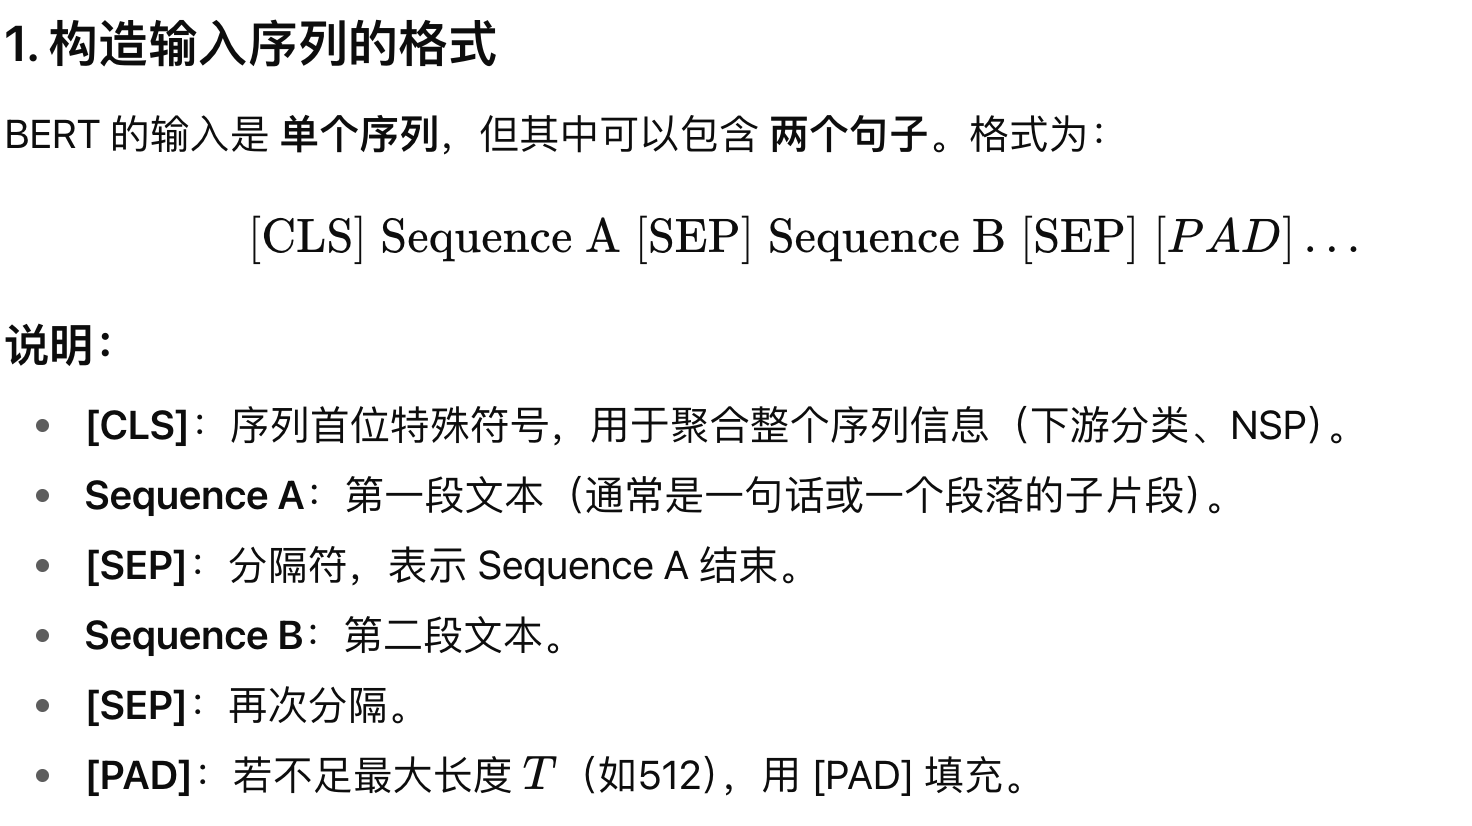 1. 构造输入序列的格式
BERT 的输入是 单个序列，但其中可以包含 两个句子。格式为：
[CLS] Sequence A [SEP] Sequence B [SEP] [PAD] . . .
说明：
• [CLS]：序列首位特殊符号，用于聚合整个序列信息（下游分类、NSP）。
• Sequence A：第一段文本（通常是一句话或一个段落的子片段）。
• [SEP]：分隔符，表示 Sequence A 结束。
• Sequence B：第二段文本。
• [SEP]：再次分隔。
• [PAD]：若不足最大长度 T（如512），用 [PAD] 填充。